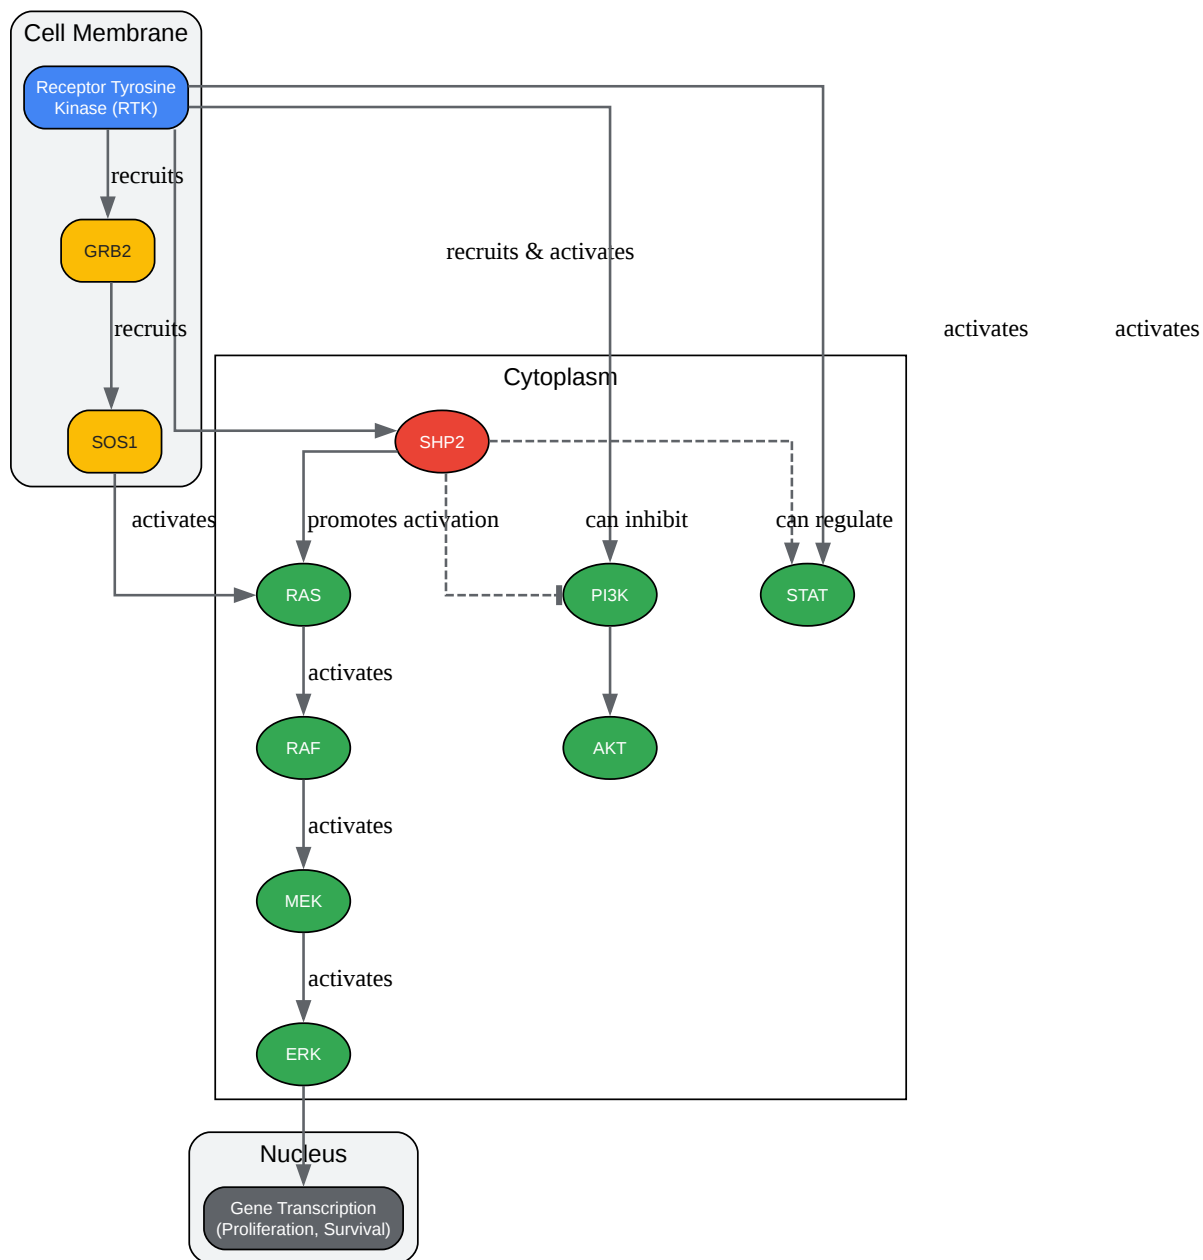 Cell Membrane
Receptor Tyrosine
Kinase (RTK)
recruits
GRB2
recruits & activates
recruits
activates
activates
Cytoplasm
SOS1
SHP2
activates
promotes activation
can inhibit
can regulate
RAS
PI3K
STAT
activates
RAF
AKT
activates
MEK
activates
ERK
Nucleus
Gene Transcription
(Proliferation, Survival)